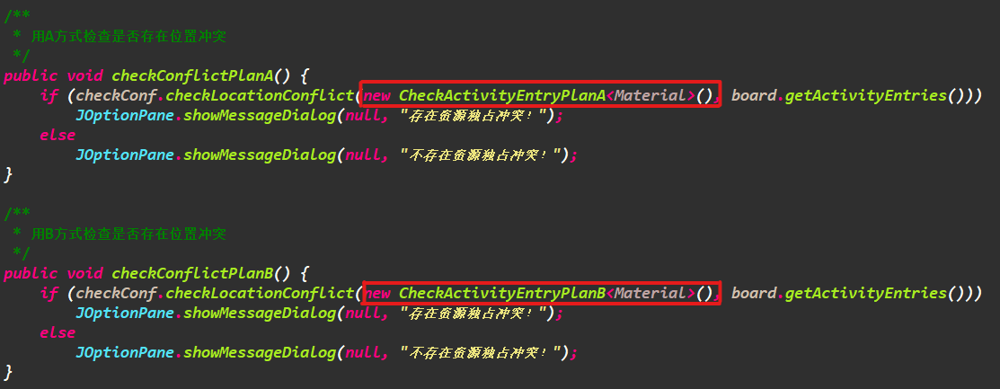 /**
 * 用A方式检查是否存在位置冲突
 */
public void checkConflictPlanA() {
    if (checkConf.checkLocationConflict(new CheckActivityEntryPlanA<Material>(), board.getActivityEntries()))
        JOptionPane.showMessageDialog(null, "存在资源独占冲突！");
    else
        JOptionPane.showMessageDialog(null, "不存在资源独占冲突！");
}
/**
 * 用B方式检查是否存在位置冲突
 */
public void checkConflictPlanB() {
    if (checkConf.checkLocationConflict(new CheckActivityEntryPlanB<Material>(), board.getActivityEntries()))
        JOptionPane.showMessageDialog(null, "存在资源独占冲突！");
    else
        JOptionPane.showMessageDialog(null, "不存在资源独占冲突！");
}